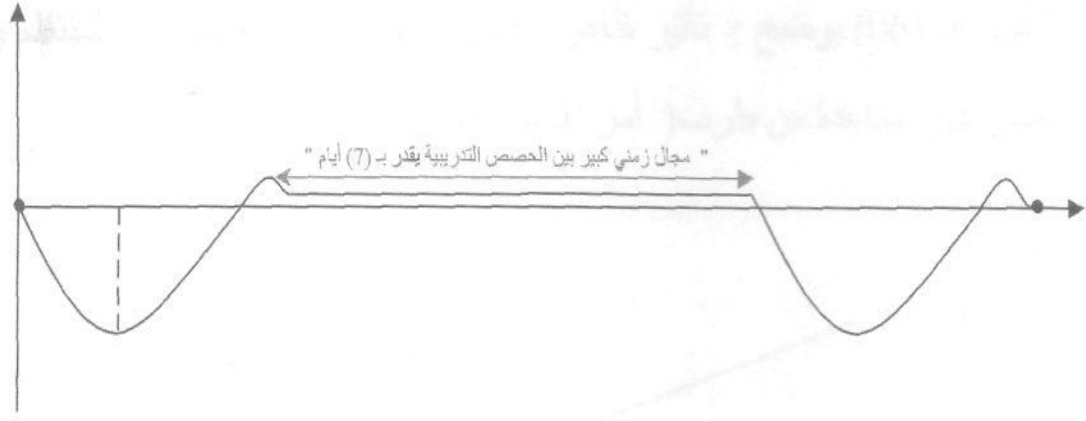 " مجال زمني كبير بين الحصص التدريبية يقدر بـ (7) أيام "